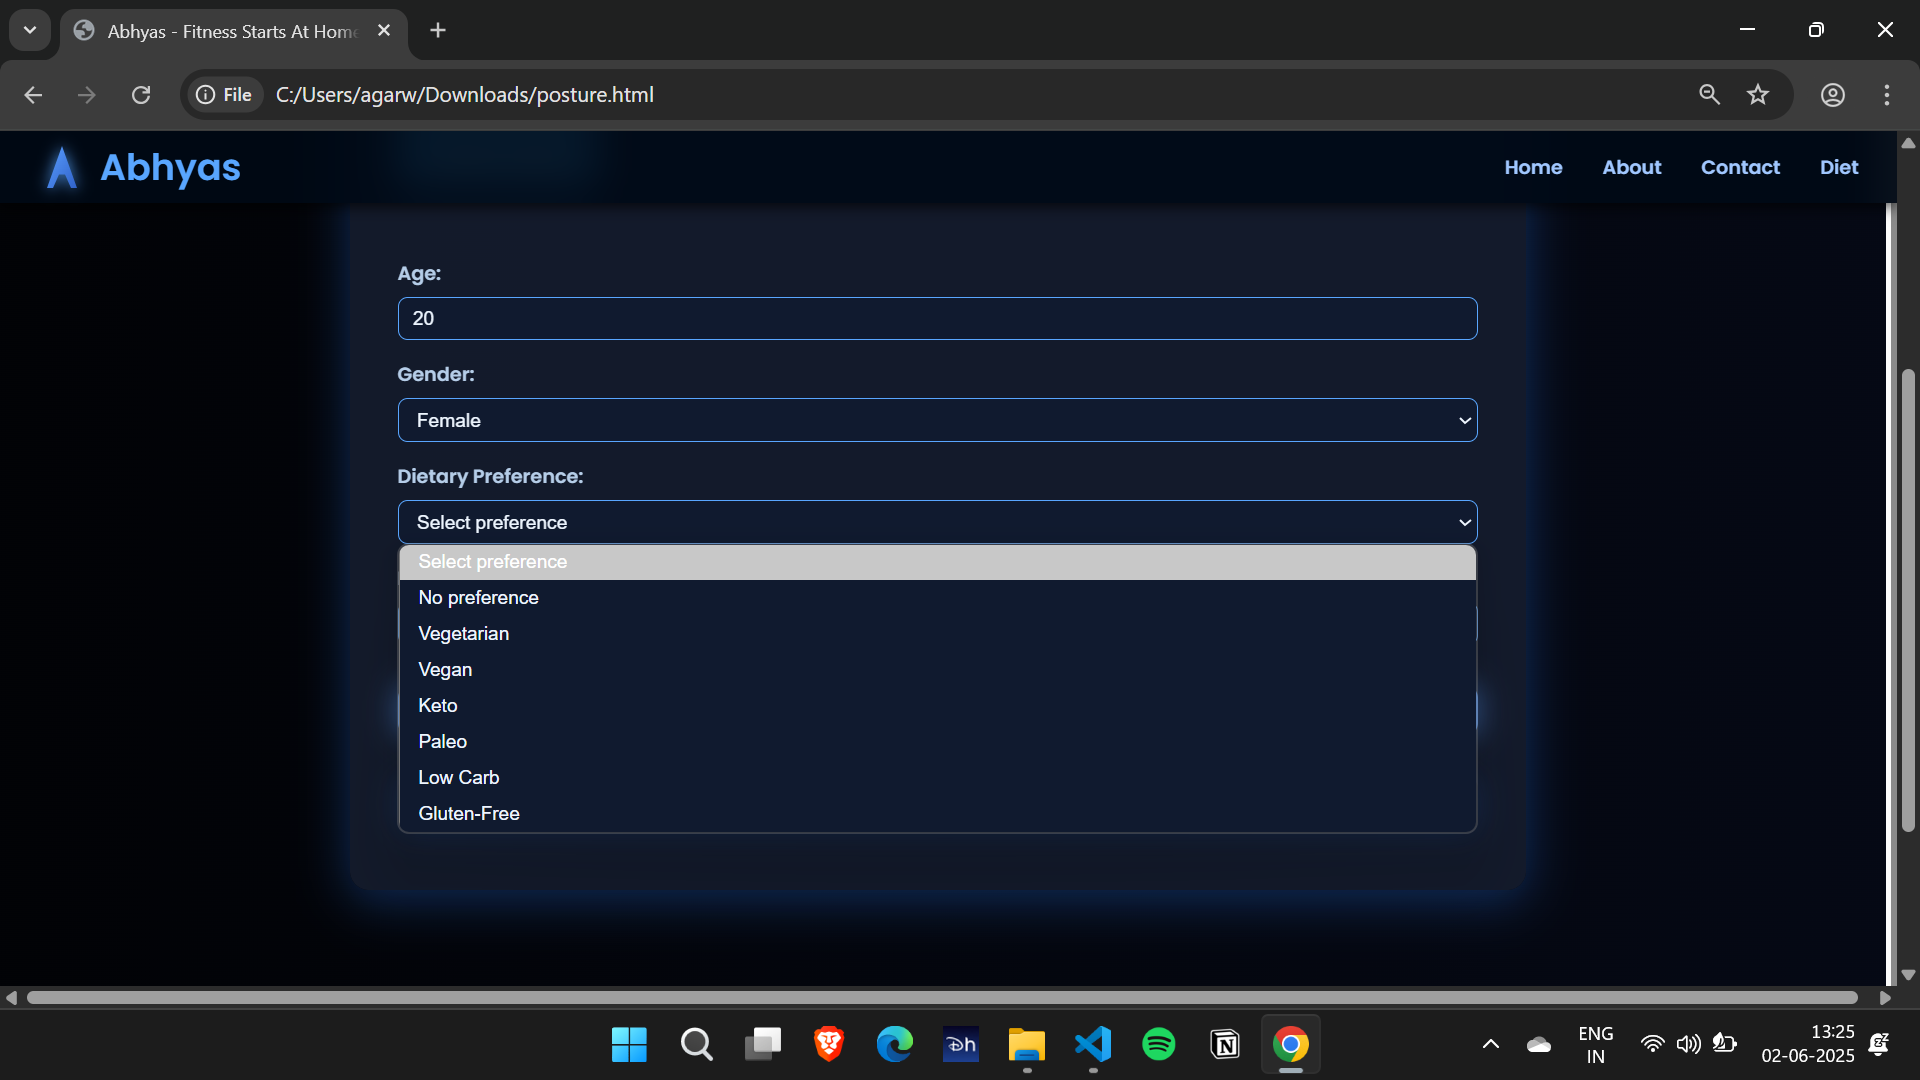 Abhyas - Fitness Starts At Home
File
C:/Users/agarw/Downloads/posture.html
Abhyas
Home
About
Contact
Diet
Age:
20
Gender:
Female
Dietary Preference:
Select preference
Select preference
No preference
Vegetarian
Vegan
Keto
Paleo
Low Carb
Gluten-Free
ENG
IN
13:25
02-06-2025